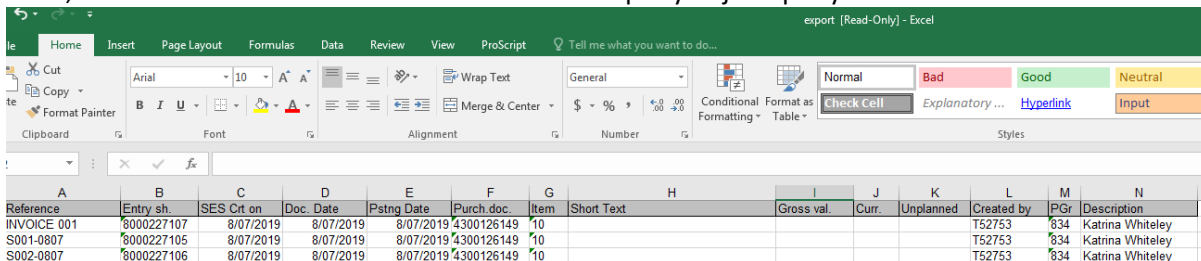 export [Read-Only] - Excel
Home Insert Page Layout Formulas Data Review View ProScript Tell me what you want to do...
Cut Arial 10 Wrap Text General Normal Bad Good Neutral
Copy
Format Painter B I U Merge & Center $ % Conditional Formatting Format as Table Check Cell Explanatory ... Hyperlink Input
Clipboard Font Alignment Number Styles
fx
A B C D E F G H I J K L M N
Reference Entry sh. SES Crt on Doc. Date Pstng Date Purch.doc. Item Short Text Gross val. Curr. Unplanned Created by PGr Description
INVOICE 001 8000227107 8/07/2019 8/07/2019 8/07/2019 4300126149 10 T52753 834 Katrina Whiteley
S001-0807 8000227105 8/07/2019 8/07/2019 8/07/2019 4300126149 10 T52753 834 Katrina Whiteley
S002-0807 8000227106 8/07/2019 8/07/2019 8/07/2019 4300126149 10 T52753 834 Katrina Whiteley